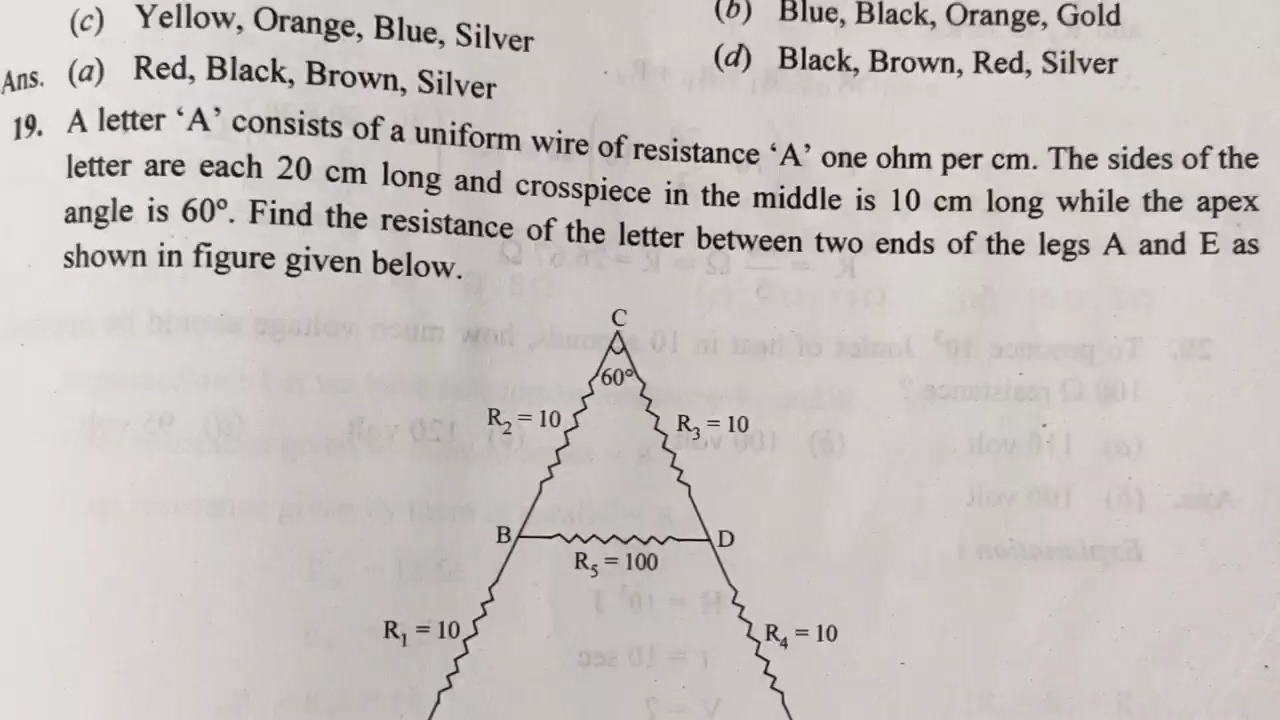 (c) Yellow, Orange, Blue, Silver
(b) Blue, Black, Orange, Gold
Ans. (a) Red, Black, Brown, Silver
(d) Black, Brown, Red, Silver
19. A letter ‘A’ consists of a uniform wire of resistance ‘A’ one ohm per cm. The sides of the
letter are each 20 cm long and crosspiece in the middle is 10 cm long while the apex
angle is 60°. Find the resistance of the letter between two ends of the legs A and E as
shown in figure given below.
C
60°
R₂ = 10
R₃ = 10
B
D
R₅ = 100
R₁ = 10
R₄ = 10